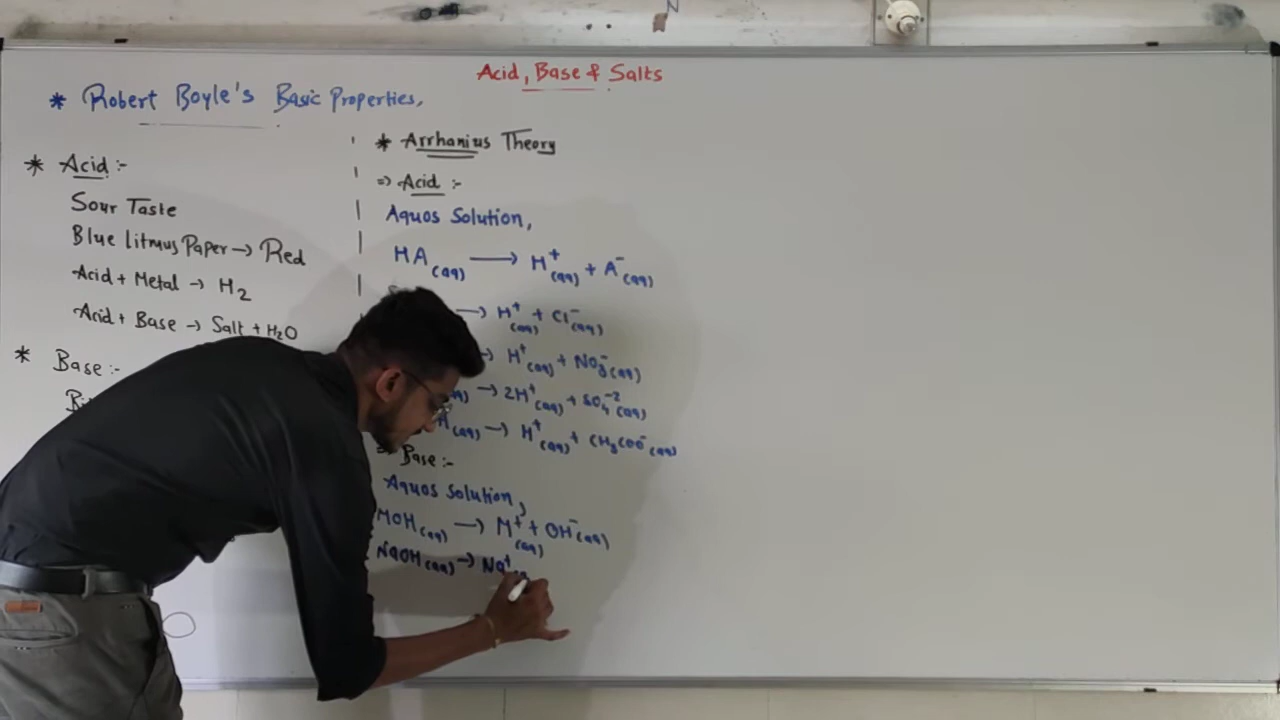 Acid, Base & Salts
* Robert Boyle's Basic Properties,
* Acid :-
Sour Taste
Blue Litmus Paper → Red
Acid + Metal → H2
Acid + Base → Salt + H2O
* Base :-
* Arrhanius Theory
⇒ Acid :-
Aquos Solution,
HA(aq) → H+(aq) + A-(aq)
→ H+(aq) + Cl-(aq)
→ H+(aq) + NO3-(aq)
→ 2H+(aq) + SO4-2(aq)
(aq) → H+(aq) + CH3COO-(aq)
Base :-
Aquos Solution,
MOH(aq) → M+(aq) + OH-(aq)
NaOH(aq) → Na+